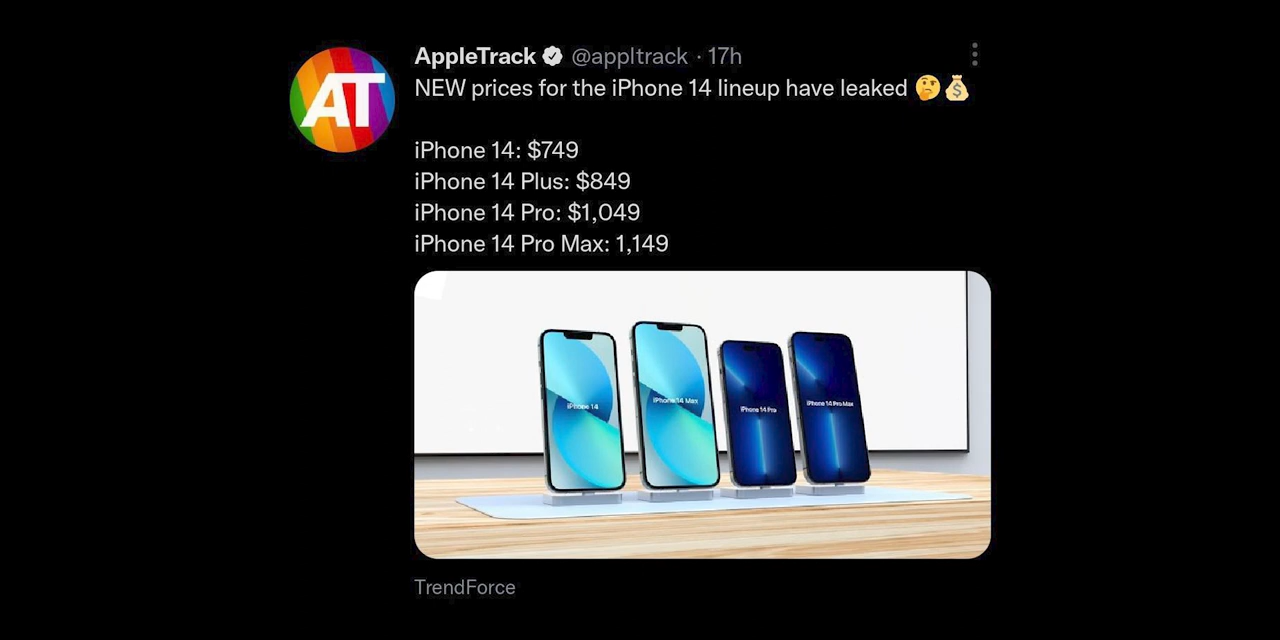 AT
AppleTrack @appltrack · 17h
NEW prices for the iPhone 14 lineup have leaked 🤔💰
iPhone 14: $749
iPhone 14 Plus: $849
iPhone 14 Pro: $1,049
iPhone 14 Pro Max: 1,149
iPhone 14
iPhone 14 Max
iPhone 14 Pro
iPhone 14 Pro Max
TrendForce